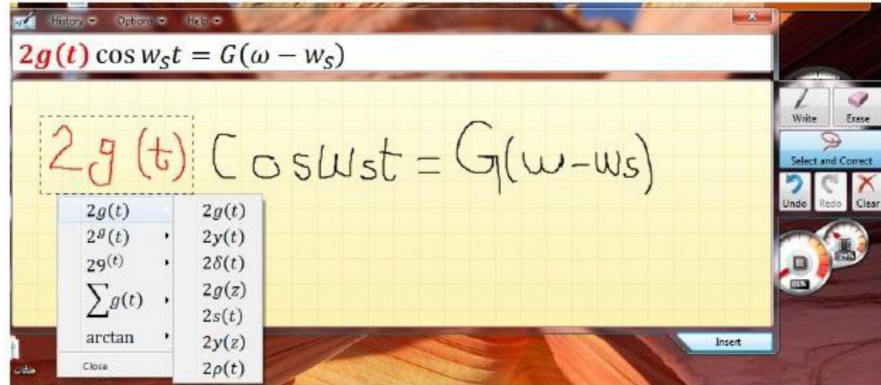 History Options Help
2g(t) cos w_S t = G(ω − w_S)
2g(t) Coswst = G(ω-ws)
Write Erase
Select and Correct
Undo Redo Clear
2g(t) 2g(t)
2^g(t) 2y(t)
29^(t) 2δ(t)
∑g(t) 2g(z)
2s(t)
arctan 2y(z)
Close 2ρ(t)
Insert